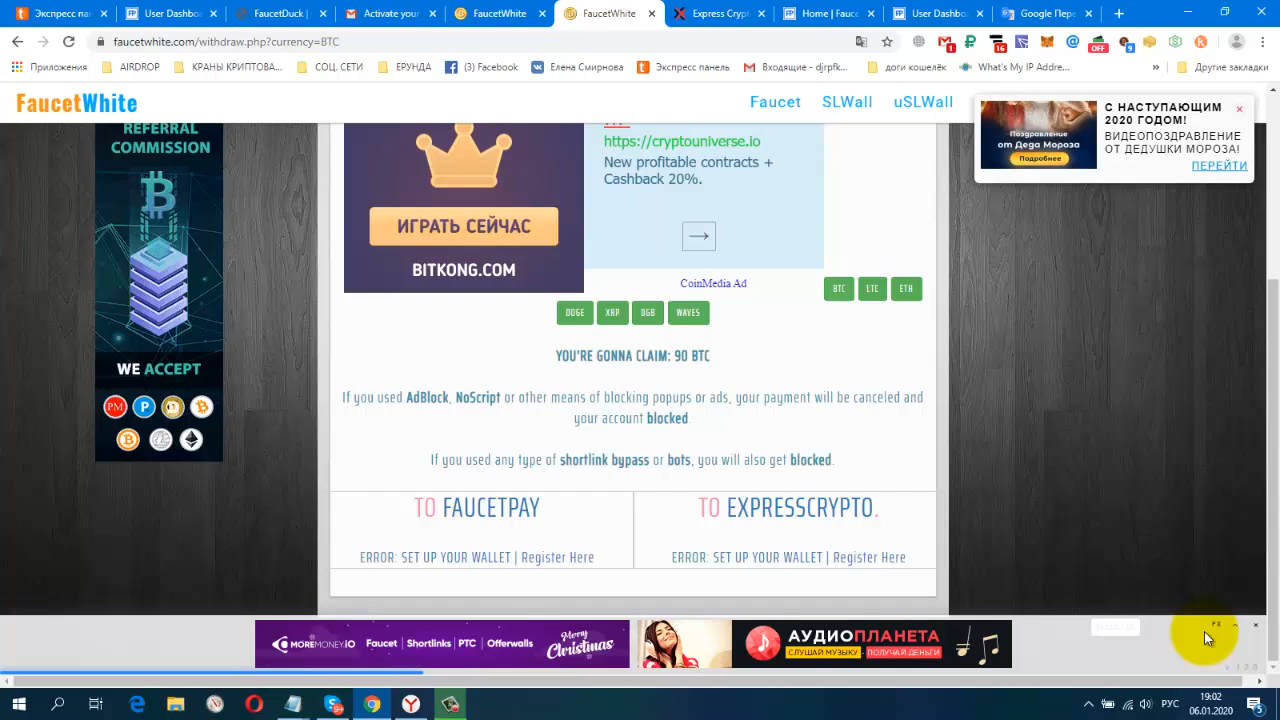 User Dashboa
FaucetDuck |
Activate your
FaucetWhite
FaucetWhite
Express Crypt
Home | FaucetWhite
User Dashboa
Google Пере
faucetwhite.com/withdraw.php?currency=BTC
Приложения
AIRDROP
КРАНЫ КРИПТОВА...
СОЦ. СЕТИ
ЕРУНДА
(3) Facebook
Елена Смирнова
Экспресс панель
Входящие - djrpfk...
доги кошелёк
What's My IP Addre...
»
Другие закладки
FaucetWhite
Faucet
SLWall
uSLWall
С НАСТУПАЮЩИМ
2020 ГОДОМ!
ВИДЕОПОЗДРАВЛЕНИЕ
ОТ ДЕДУШКИ МОРОЗА!
ПЕРЕЙТИ
Поздравление
от Деда Мороза
Подробнее
REFERRAL
COMMISSION
WE ACCEPT
ИГРАТЬ СЕЙЧАС
BITKONG.COM
https://cryptouniverse.io
New profitable contracts +
Cashback 20%.
CoinMedia Ad
BTC
LTC
ETH
DOGE
XRP
DGB
WAVES
YOU'RE GONNA CLAIM: 90 BTC
If you used AdBlock, NoScript or other means of blocking popups or ads, your payment will be canceled and
your account blocked.
If you used any type of shortlink bypass or bots, you will also get blocked.
TO FAUCETPAY
TO EXPRESSCRYPTO.
ERROR: SET UP YOUR WALLET | Register Here
ERROR: SET UP YOUR WALLET | Register Here
MOREMONEY.IO
Faucet | Shortlinks | PTC | Offerwalls
Merry
Christmas
АУДИОПЛАНЕТА
СЛУШАЙ МУЗЫКУ - ПОЛУЧАЙ ДЕНЬГИ
FX
v 1.2.0
РУС
19:02
06.01.2020